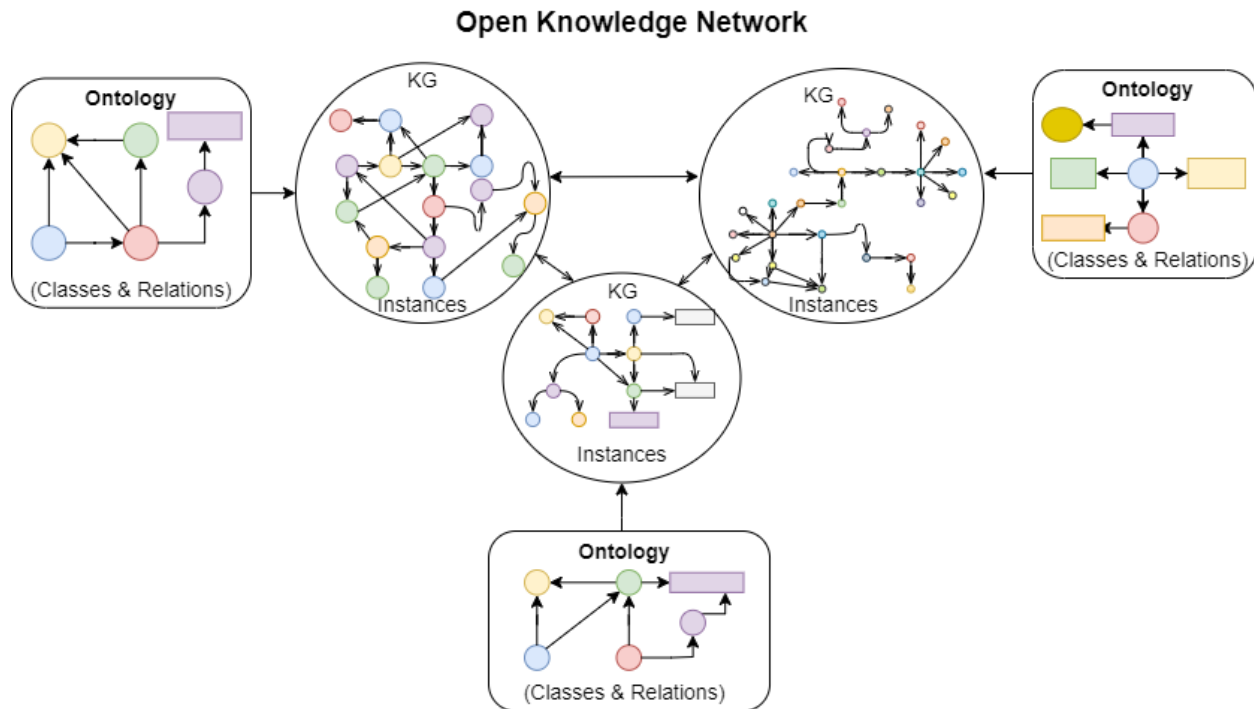 Open Knowledge Network
Ontology
(Classes & Relations)
KG
Instances
KG
Instances
Ontology
(Classes & Relations)
KG
Instances
Ontology
(Classes & Relations)